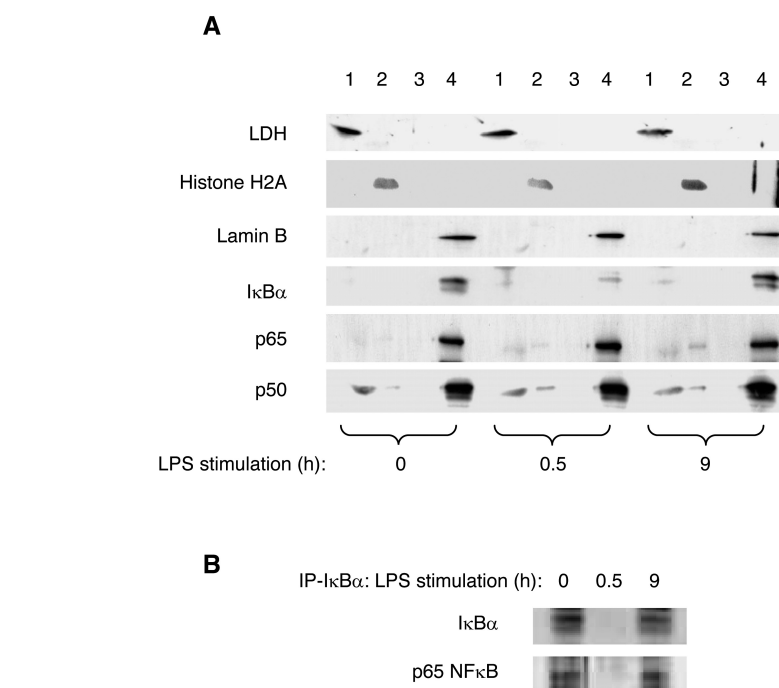 A
1 2 3 4 1 2 3 4 1 2 3 4
LDH
Histone H2A
Lamin B
IκBα
p65
p50
LPS stimulation (h): 0 0.5 9
B
IP-IκBα: LPS stimulation (h): 0 0.5 9
IκBα
p65 NFκB